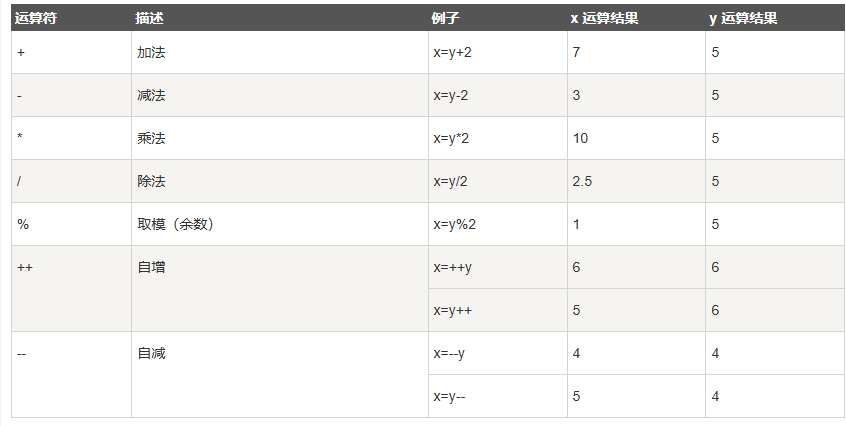 运算符 描述 例子 x 运算结果 y 运算结果
+ 加法 x=y+2 7 5
- 减法 x=y-2 3 5
* 乘法 x=y*2 10 5
/ 除法 x=y/2 2.5 5
% 取模（余数） x=y%2 1 5
++ 自增 x=++y 6 6
x=y++ 5 6
-- 自减 x=--y 4 4
x=y-- 5 4